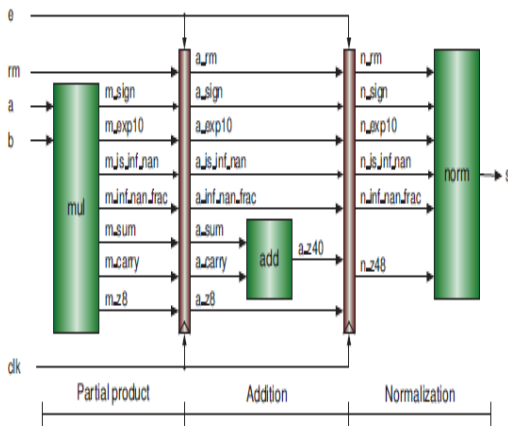 e
rm
a
b
mul
m_sign
m_exp10
m_is_inf_nan
m_inf_nan_frac
m_sum
m_carry
m_z8
a_rm
a_sign
a_exp10
a_is_inf_nan
a_inf_nan_frac
a_sum
a_carry
a_z8
add
a_z40
n_rm
n_sign
n_exp10
n_is_inf_nan
n_inf_nan_frac
n_z48
norm
s
clk
Partial product
Addition
Normalization